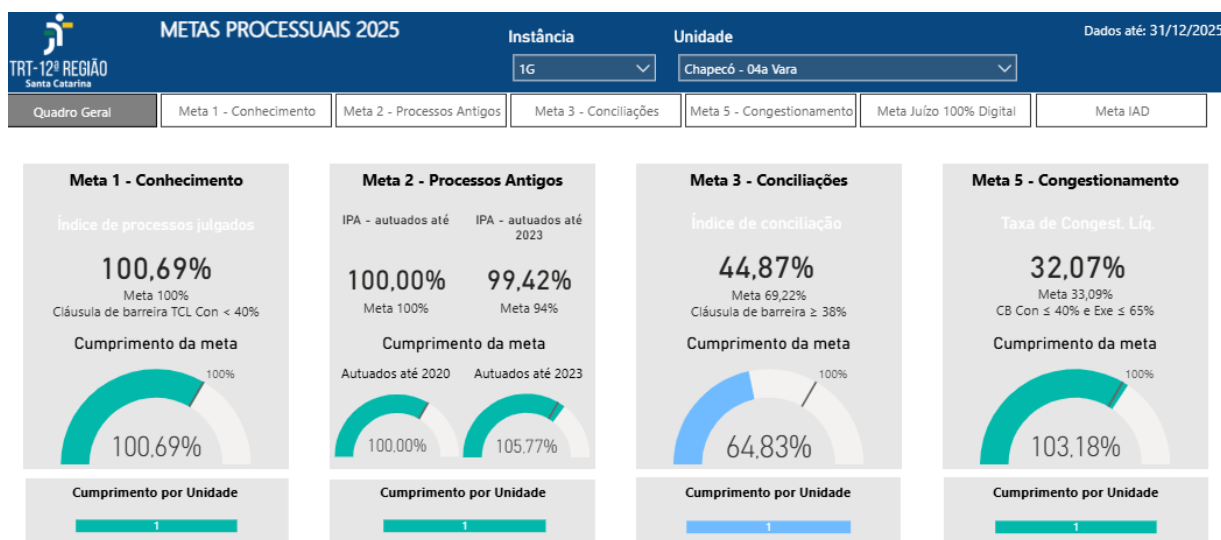 METAS PROCESSUAIS 2025
Instância
Unidade
Dados até: 31/12/2025
TRT-12ª REGIÃO
Santa Catarina
1G
Chapecó - 04a Vara
Quadro Geral
Meta 1 - Conhecimento
Meta 2 - Processos Antigos
Meta 3 - Conciliações
Meta 5 - Congestionamento
Meta Juízo 100% Digital
Meta IAD
Meta 1 - Conhecimento
Índice de processos julgados
100,69%
Meta 100%
Cláusula de barreira TCL Con < 40%
Cumprimento da meta
100%
100,69%
Cumprimento por Unidade
1
Meta 2 - Processos Antigos
IPA - autuados até
IPA - autuados até
2023
100,00%
99,42%
Meta 100%
Meta 94%
Cumprimento da meta
Autuados até 2020
Autuados até 2023
100,00%
105,77%
Cumprimento por Unidade
1
Meta 3 - Conciliações
Índice de conciliação
44,87%
Meta 69,22%
Cláusula de barreira ≥ 38%
Cumprimento da meta
100%
64,83%
Cumprimento por Unidade
1
Meta 5 - Congestionamento
Taxa de Congest. Líq.
32,07%
Meta 33,09%
CB Con ≤ 40% e Exe ≤ 65%
Cumprimento da meta
100%
103,18%
Cumprimento por Unidade
1